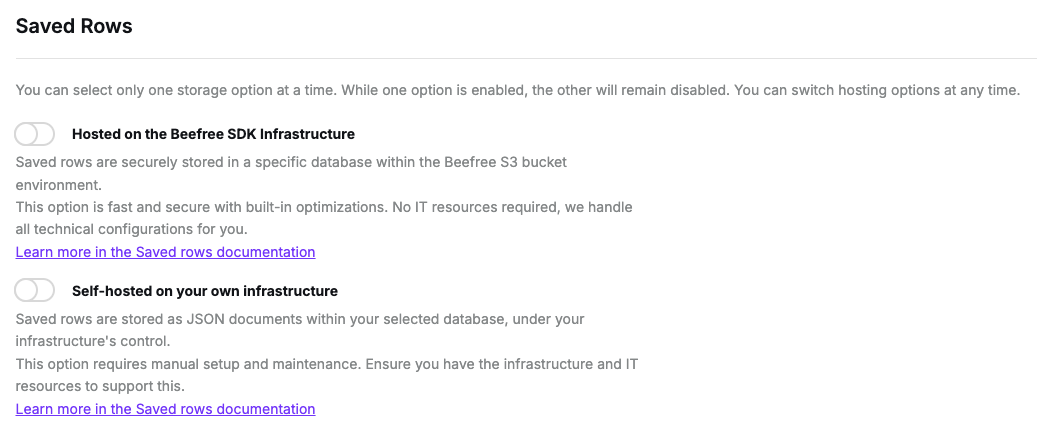 Saved Rows
You can select only one storage option at a time. While one option is enabled, the other will remain disabled. You can switch hosting options at any time.
Hosted on the Beefree SDK Infrastructure
Saved rows are securely stored in a specific database within the Beefree S3 bucket
environment.
This option is fast and secure with built-in optimizations. No IT resources required, we handle
all technical configurations for you.
Learn more in the Saved rows documentation
Self-hosted on your own infrastructure
Saved rows are stored as JSON documents within your selected database, under your
infrastructure's control.
This option requires manual setup and maintenance. Ensure you have the infrastructure and IT
resources to support this.
Learn more in the Saved rows documentation